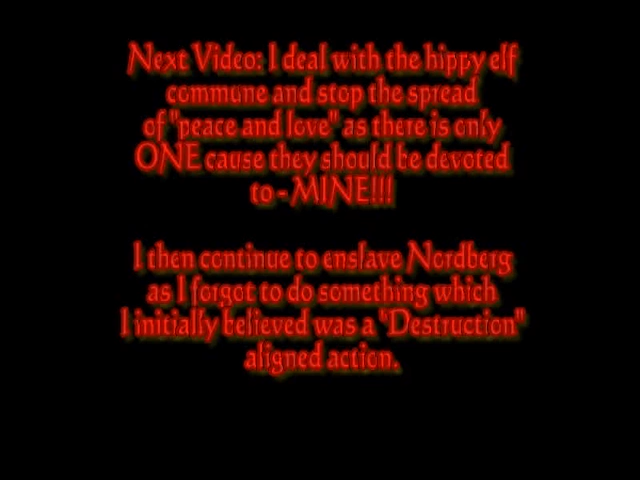 Next Video: I deal with the hippy elf
commune and stop the spread
of "peace and love" as there is only
ONE cause they should be devoted
to - MINE!!!
I then continue to enslave Nordberg
as I forgot to do something which
I initially believed was a "Destruction"
aligned action.